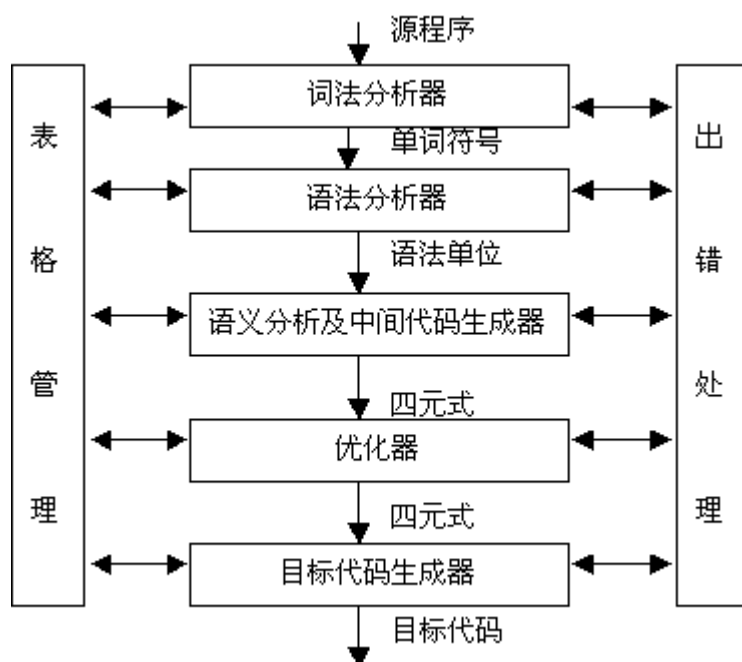 源程序
词法分析器
单词符号
语法分析器
语法单位
语义分析及中间代码生成器
四元式
优化器
四元式
目标代码生成器
目标代码
表格管理
出错处理